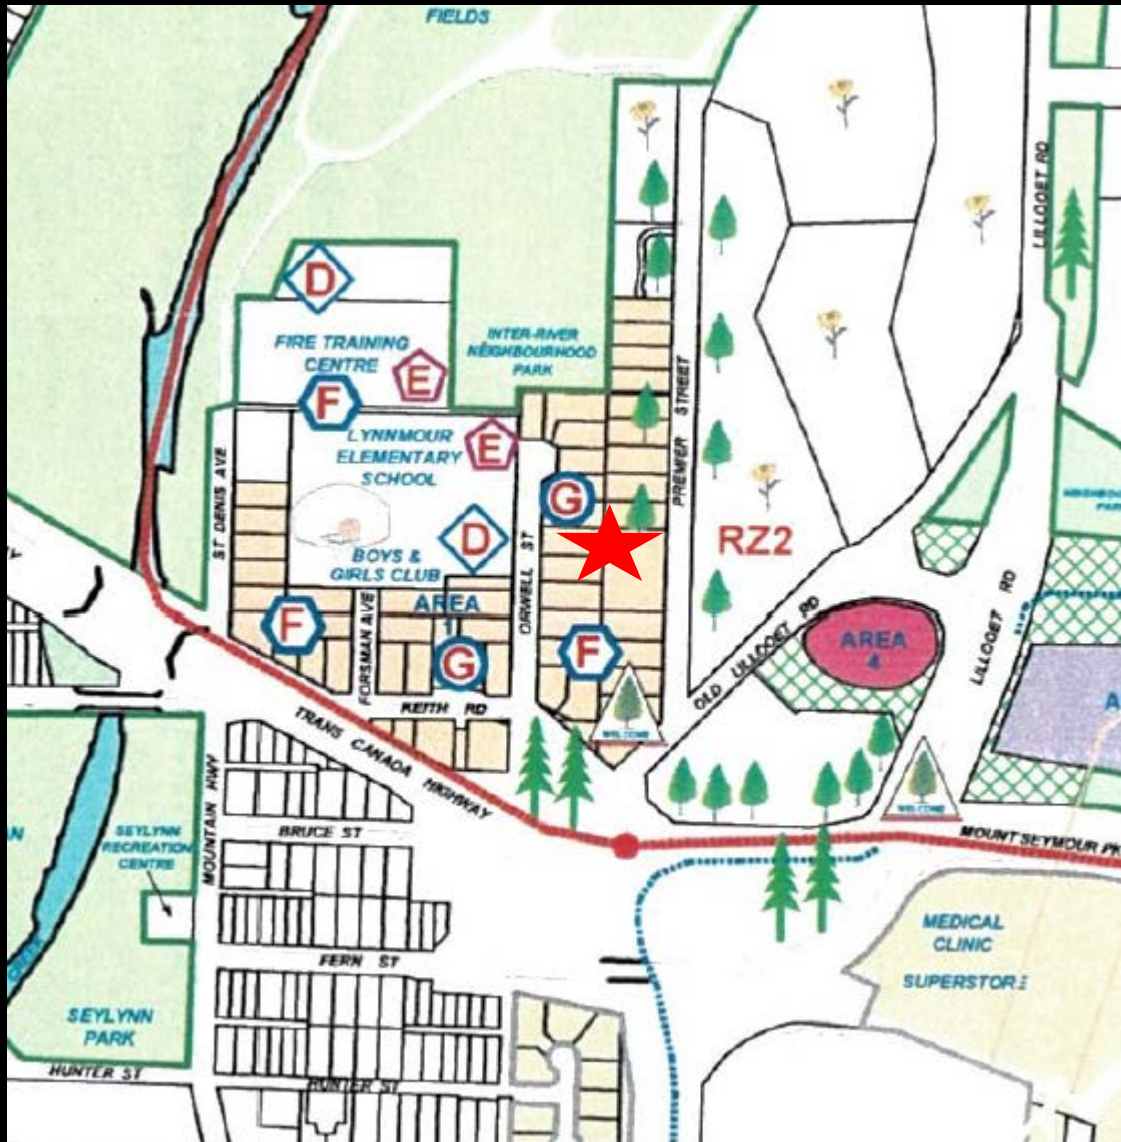 FIELDS
LILLOOET RD
D
FIRE TRAINING
CENTRE
E
F
INTER-RIVER
NEIGHBOURHOOD
PARK
PREMIER STREET
LYNNMOUR
ELEMENTARY
SCHOOL
E
ST DENIS AVE
G
D
ORWELL ST
RZ2
BOYS &
GIRLS CLUB
AREA
1
FORSMAN AVE
F
G
F
KEITH RD
OLD LILLOOET RD
AREA
4
LILLOOET RD
WELCOME
WELCOME
TRANS CANADA HIGHWAY
MOUNTAIN HWY
BRUCE ST
SEYLYNN
RECREATION
CENTRE
MOUNT SEYMOUR PK
MEDICAL
CLINIC
SUPERSTORE
FERN ST
CREEK
SEYLYNN
PARK
HUNTER ST
HUNTER ST